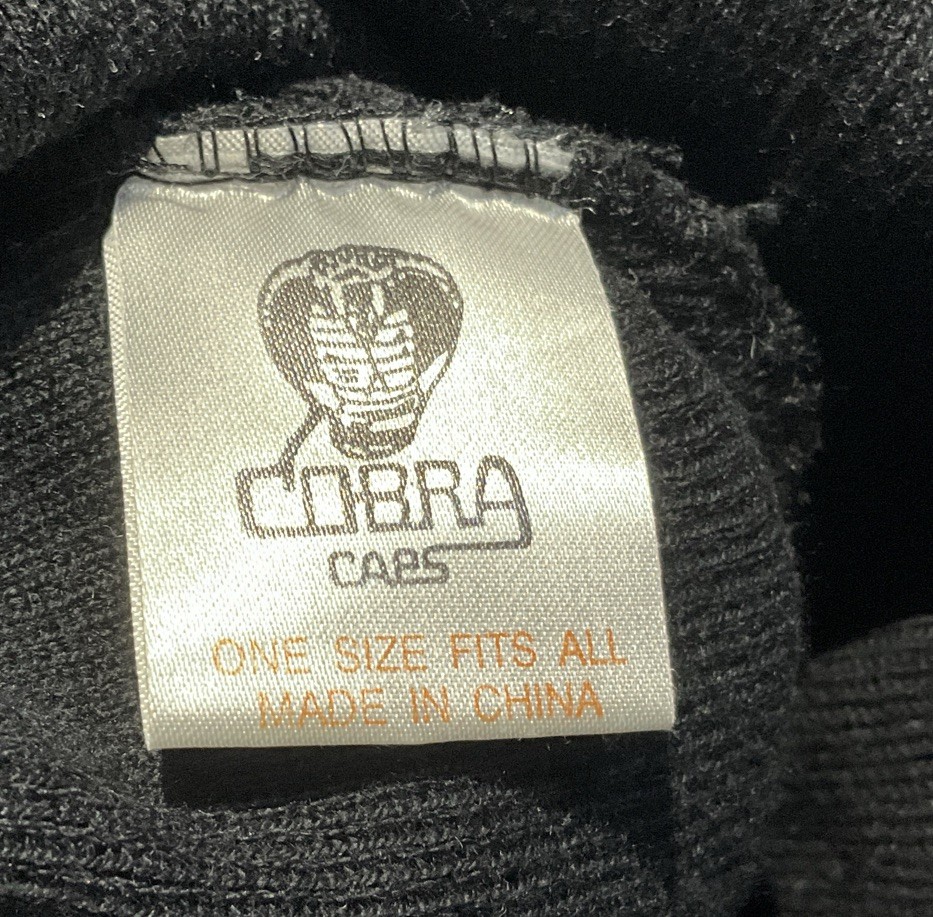 COBRA
CAPS
ONE SIZE FITS ALL
MADE IN CHINA